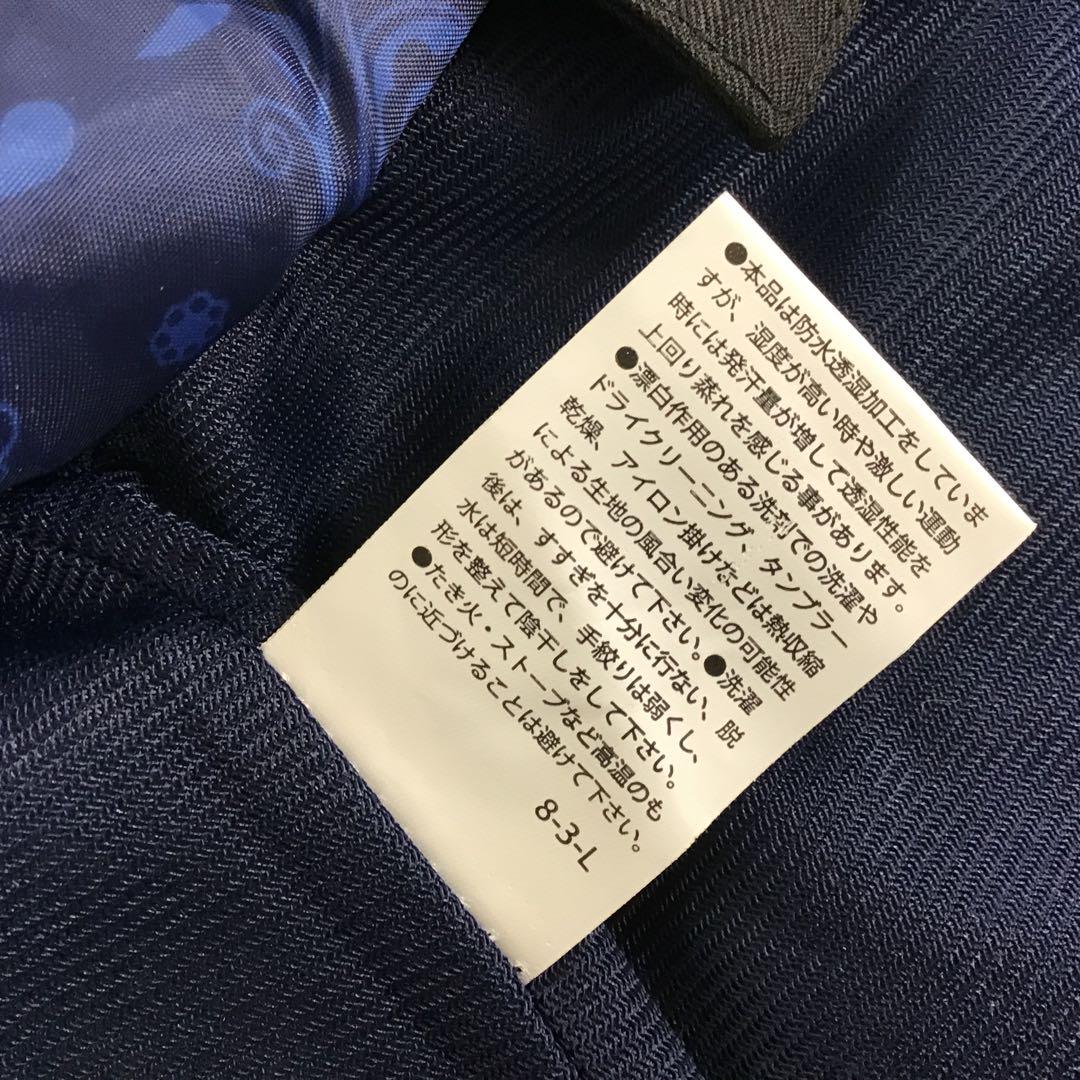 ●本品は防水透湿加工をしていま
すが、湿度が高い時や激しい運動
時には発汗量が増して透湿性能を
上回り蒸れを感じる事があります。
●漂白作用のある洗剤での洗濯や
ドライクリーニング、タンブラー
乾燥、アイロン掛けなどは熱収縮
による生地の風合い変化の可能性
があるので避けて下さい。●洗濯
後は、すすぎを十分に行ない、脱
水は短時間で、手絞りは弱くし、
形を整えて陰干しをして下さい。
●たき火・ストーブなど高温のも
のに近づけることは避けて下さい。
8-3-L